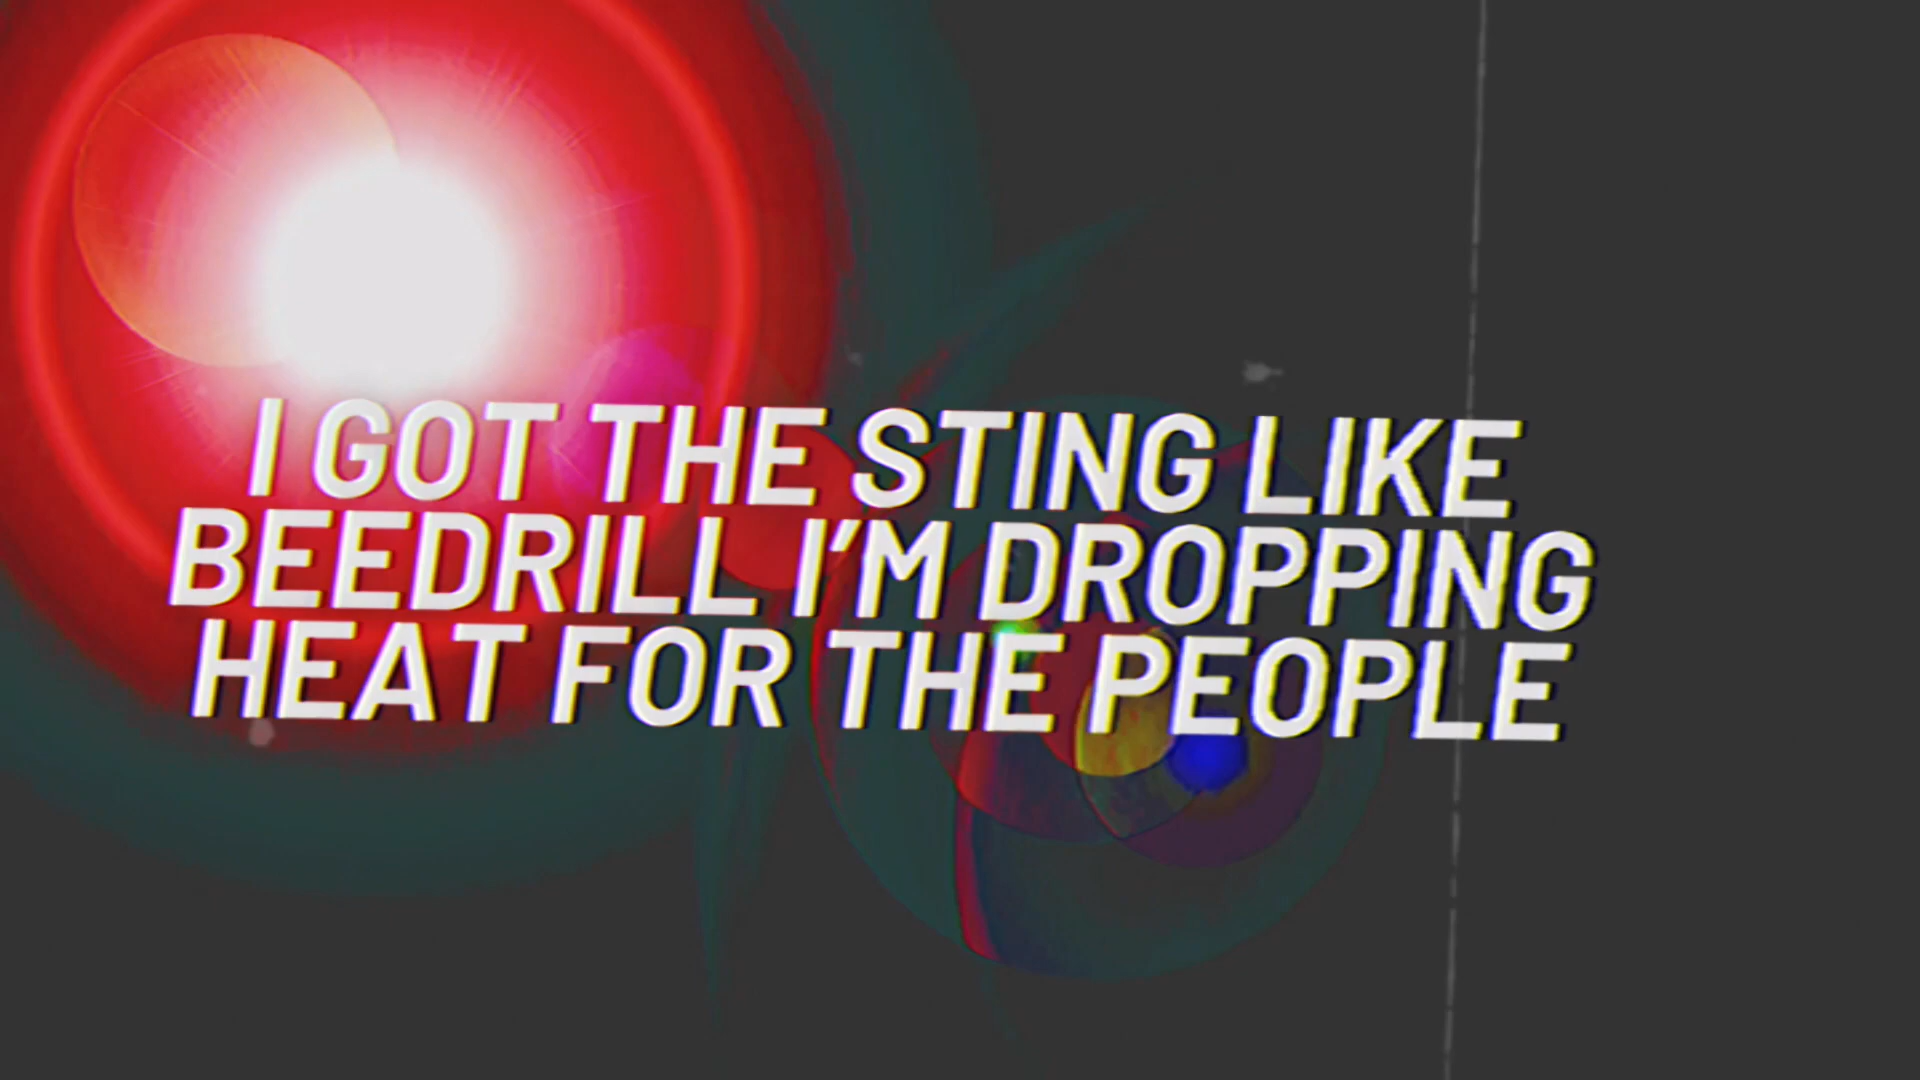 I GOT THE STING LIKE
BEEDRILL I'M DROPPING
HEAT FOR THE PEOPLE